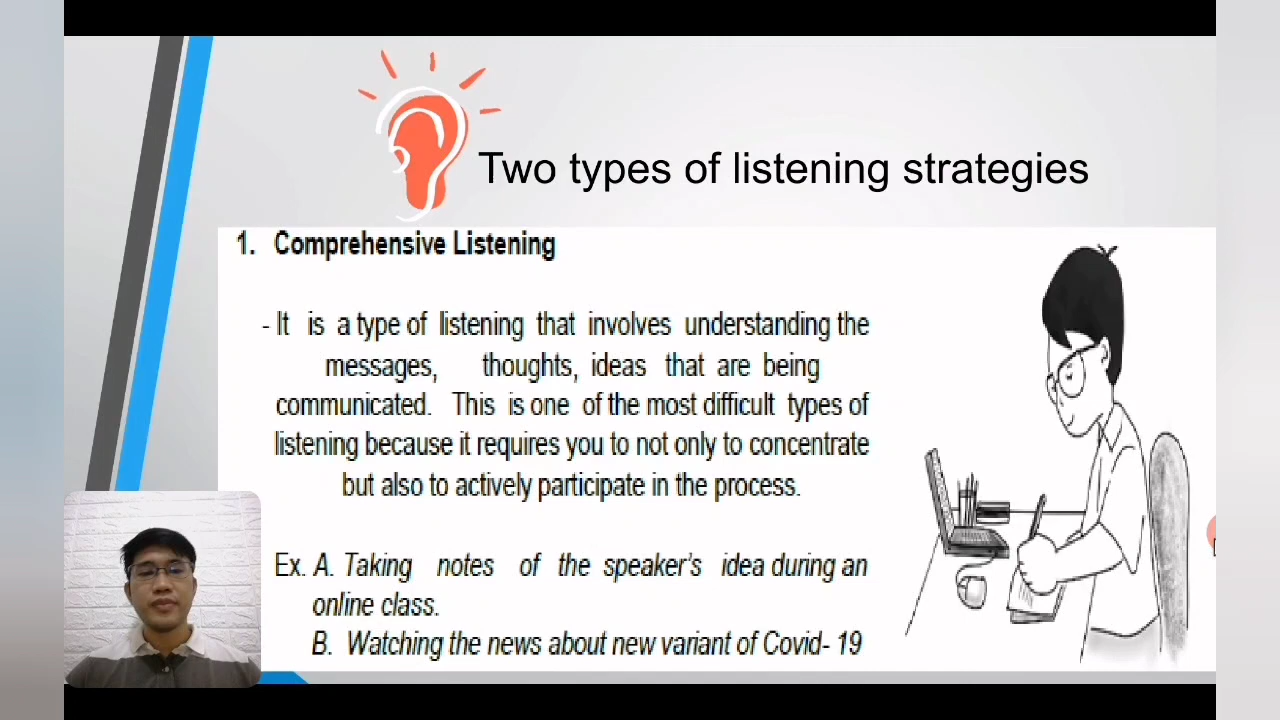 Two types of listening strategies
1. Comprehensive Listening
- It is a type of listening that involves understanding the
messages, thoughts, ideas that are being
communicated. This is one of the most difficult types of
listening because it requires you to not only to concentrate
but also to actively participate in the process.
Ex. A. Taking notes of the speaker's idea during an
online class.
B. Watching the news about new variant of Covid- 19